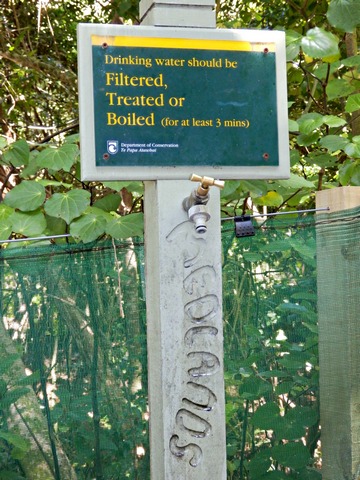 Drinking water should be
Filtered,
Treated or
Boiled (for at least 3 mins)
Department of Conservation
Te Papa Atawhai